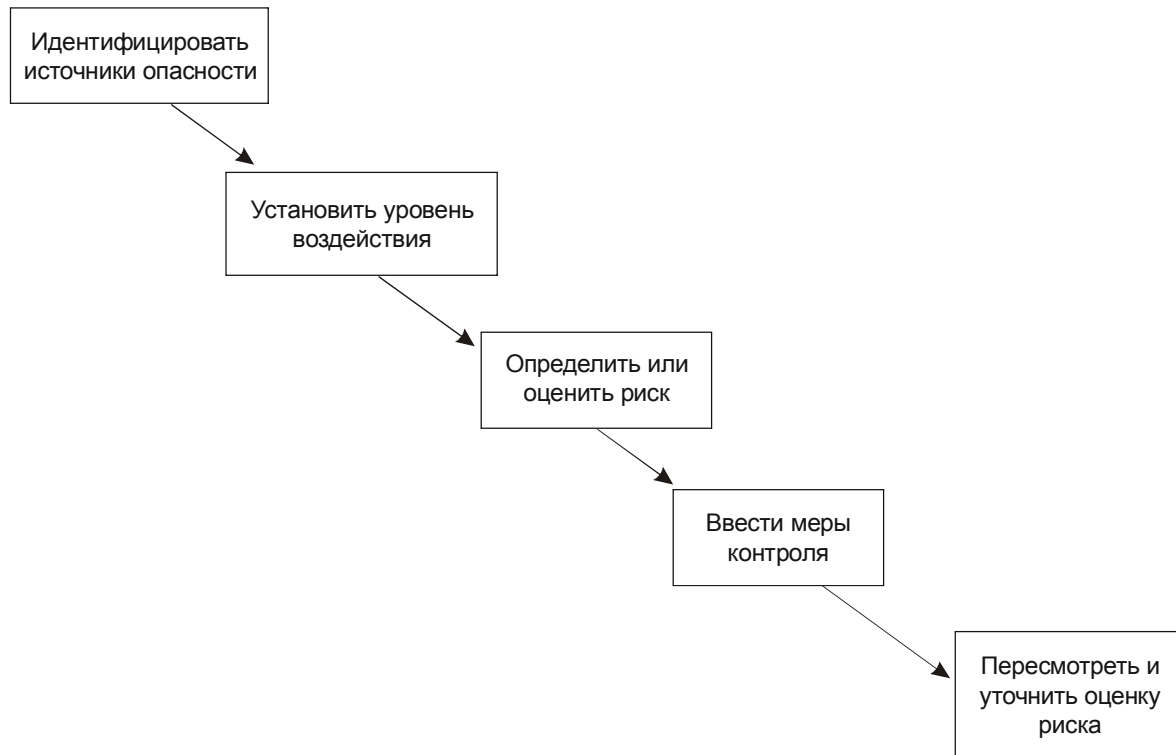 Идентифицировать
источники опасности
Установить уровень
воздействия
Определить или
оценить риск
Ввести меры
контроля
Пересмотреть и
уточнить оценку
риска